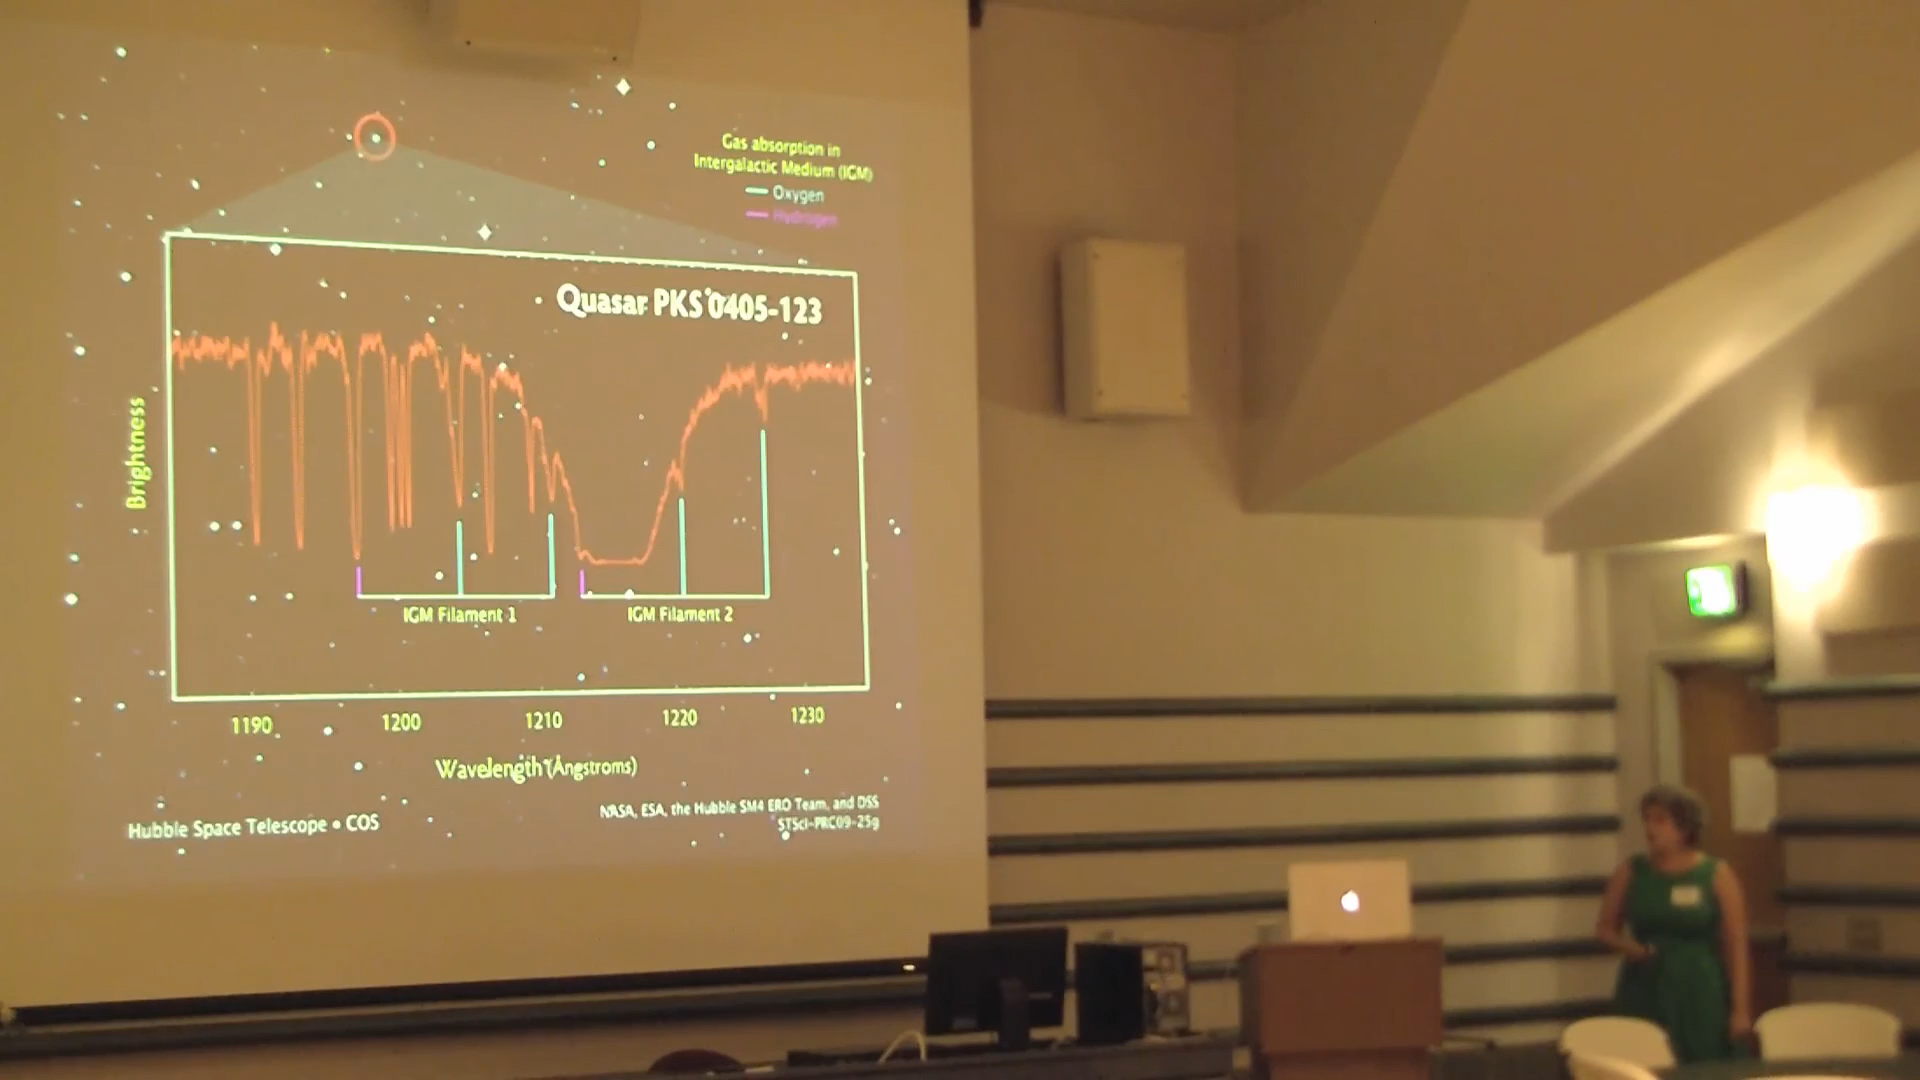 Gas absorption in
Intergalactic Medium (IGM)
Oxygen
Hydrogen
Quasar PKS 0405-123
Brightness
IGM Filament 1
IGM Filament 2
1190
1200
1210
1220
1230
Wavelength (Angstroms)
Hubble Space Telescope • COS
NASA, ESA, the Hubble SM4 ERO Team, and DSS
STScI-PRC09-25g